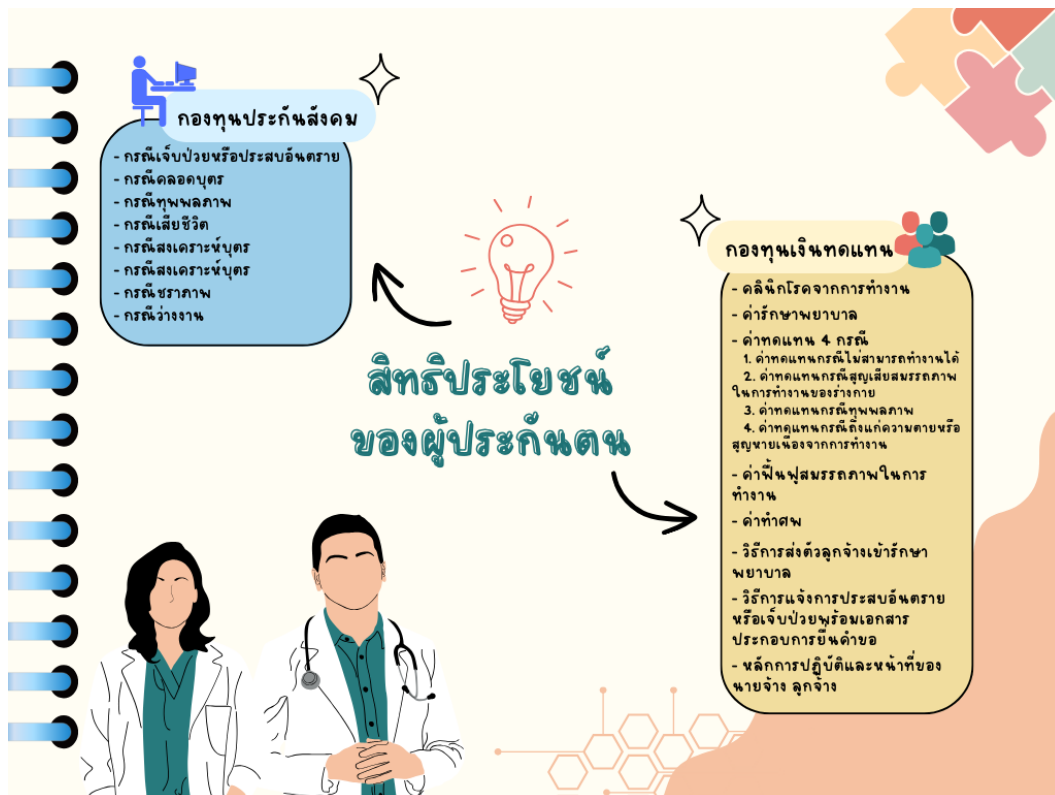 กองทุนประกันสังคม
- กรณีเจ็บป่วยหรือประสบอันตราย
- กรณีคลอดบุตร
- กรณีทุพพลภาพ
- กรณีเสียชีวิต
- กรณีสงเคราะห์บุตร
- กรณีสงเคราะห์บุตร
- กรณีชราภาพ
- กรณีว่างงาน
สิทธิประโยชน์
ของผู้ประกันตน
กองทุนเงินทดแทน
- คลินิกโรคจากการทำงาน
- ค่ารักษาพยาบาล
- ค่าทดแทน 4 กรณี
1. ค่าทดแทนกรณีไม่สามารถทำงานได้
2. ค่าทดแทนกรณีสูญเสียสมรรถภาพ
ในการทำงานของร่างกาย
3. ค่าทดแทนกรณีทุพพลภาพ
4. ค่าทดแทนกรณีถึงแก่ความตายหรือ
สูญหายเนื่องจากการทำงาน
- ค่าฟื้นฟูสมรรถภาพในการ
ทำงาน
- ค่าทำศพ
- วิธีการส่งตัวลูกจ้างเข้ารักษา
พยาบาล
- วิธีการแจ้งการประสบอันตราย
หรือเจ็บป่วยพร้อมเอกสาร
ประกอบการยื่นคำขอ
- หลักการปฏิบัติและหน้าที่ของ
นายจ้าง ลูกจ้าง